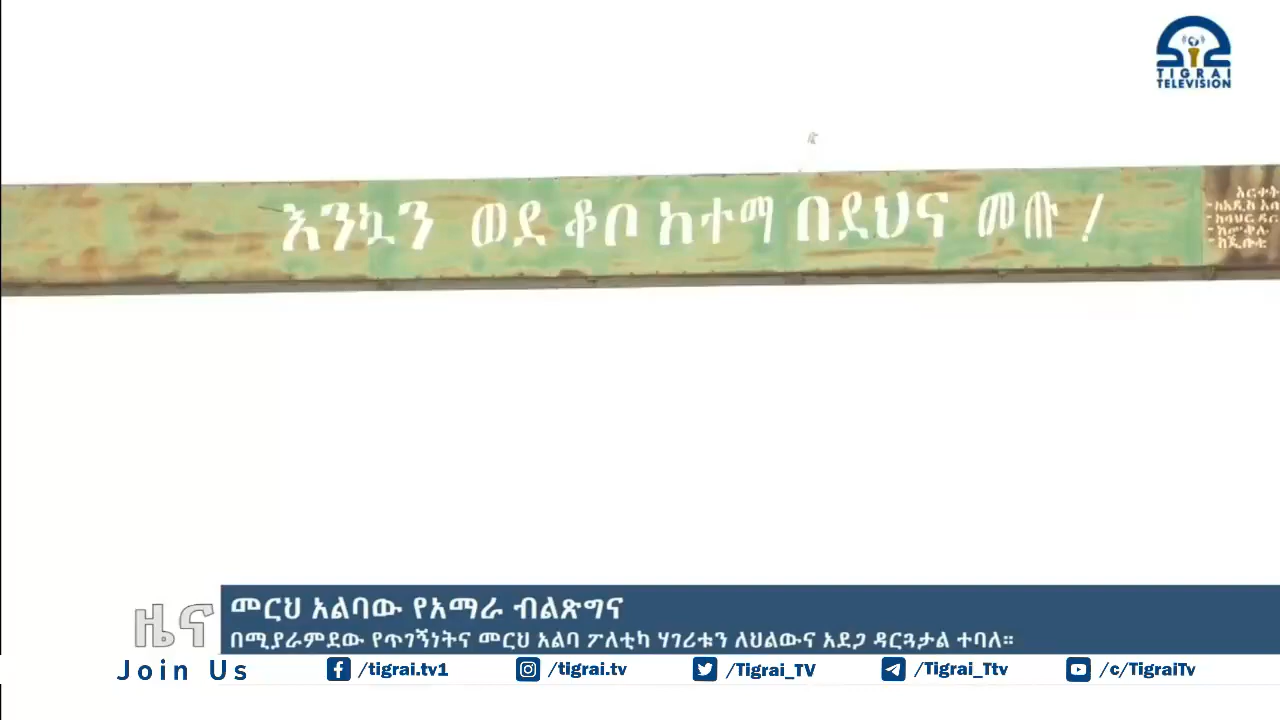 TIGRAI
TELEVISION
እንኳን ወደ ቆቦ ከተማ በደህና መጡ /
ዜና
መርህ አልባው የአማራ ብልጽግና
በሚያራምደው የጥገኝነትና መርህ አልባ ፖለቲካ ሃገሪቱን ለህልውና አደጋ ዳርጓታል ተባለ።
Join Us
/tigrai.tv1
/tigrai.tv
/Tigrai_TV
/Tigrai_Ttv
/c/TigraiTv